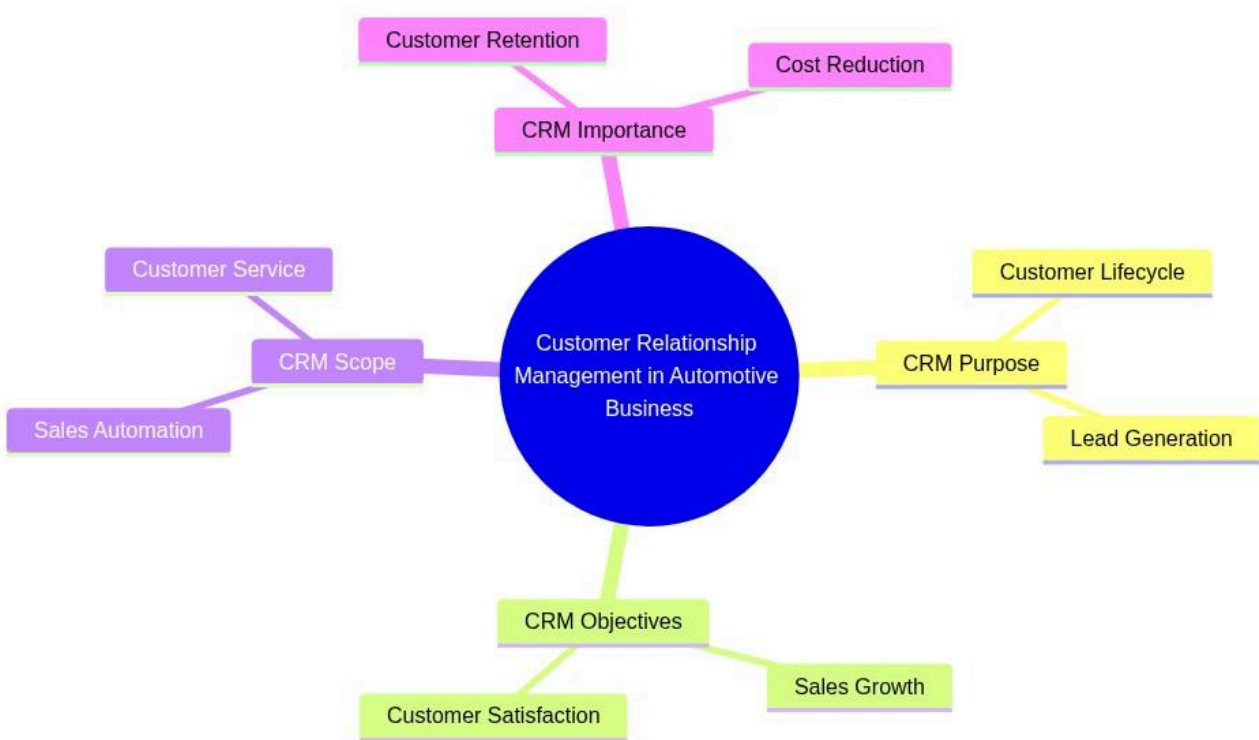 Customer Retention
Cost Reduction
CRM Importance
Customer Service
CRM Scope
Sales Automation
Customer Relationship
Management in Automotive
Business
Customer Lifecycle
CRM Purpose
Lead Generation
CRM Objectives
Sales Growth
Customer Satisfaction